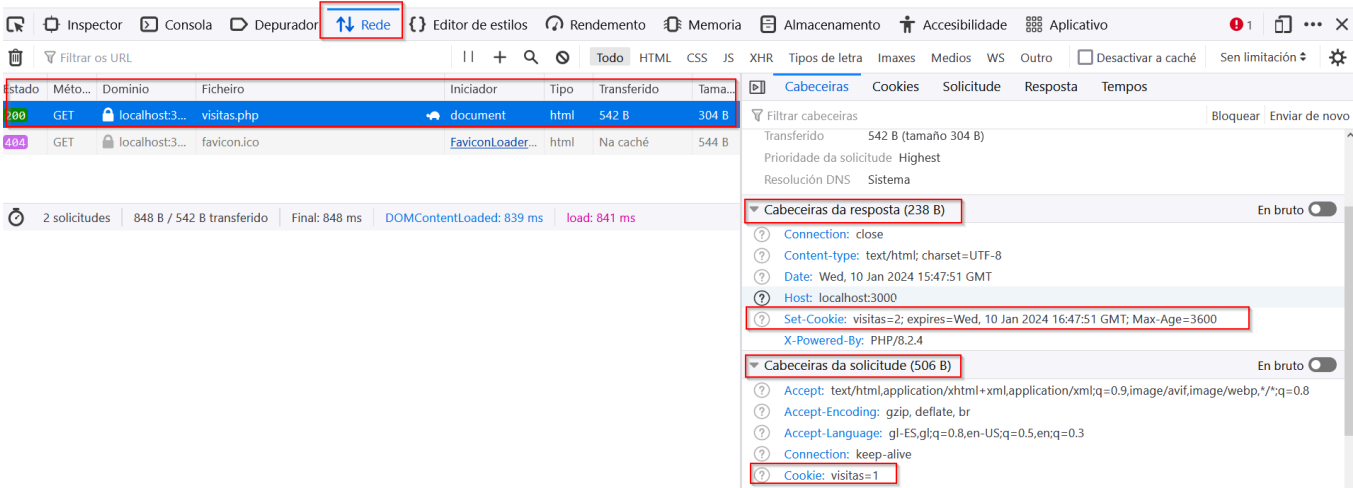 Inspector Consola Depurador Rede Editor de estilos Rendemento Memoria Almacenamento Accesibilidade Aplicativo 1
Filtrar os URL Todo HTML CSS JS XHR Tipos de letra Imaxes Medios WS Outro Desactivar a caché Sen limitación
Estado Méto... Dominio Ficheiro Iniciador Tipo Transferido Tama...
200 GET localhost:3... visitas.php document html 542 B 304 B
404 GET localhost:3... favicon.ico FaviconLoader... html Na caché 544 B
2 solicitudes 848 B / 542 B transferido Final: 848 ms DOMContentLoaded: 839 ms load: 841 ms
Cabeceiras Cookies Solicitude Resposta Tempos
Filtrar cabeceiras Bloquear Enviar de novo
Transferido 542 B (tamaño 304 B)
Prioridade da solicitude Highest
Resolución DNS Sistema
Cabeceiras da resposta (238 B) En bruto
Connection: close
Content-type: text/html; charset=UTF-8
Date: Wed, 10 Jan 2024 15:47:51 GMT
Host: localhost:3000
Set-Cookie: visitas=2; expires=Wed, 10 Jan 2024 16:47:51 GMT; Max-Age=3600
X-Powered-By: PHP/8.2.4
Cabeceiras da solicitude (506 B) En bruto
Accept: text/html,application/xhtml+xml,application/xml;q=0.9,image/avif,image/webp,*/*;q=0.8
Accept-Encoding: gzip, deflate, br
Accept-Language: gl-ES,gl;q=0.8,en-US;q=0.5,en;q=0.3
Connection: keep-alive
Cookie: visitas=1